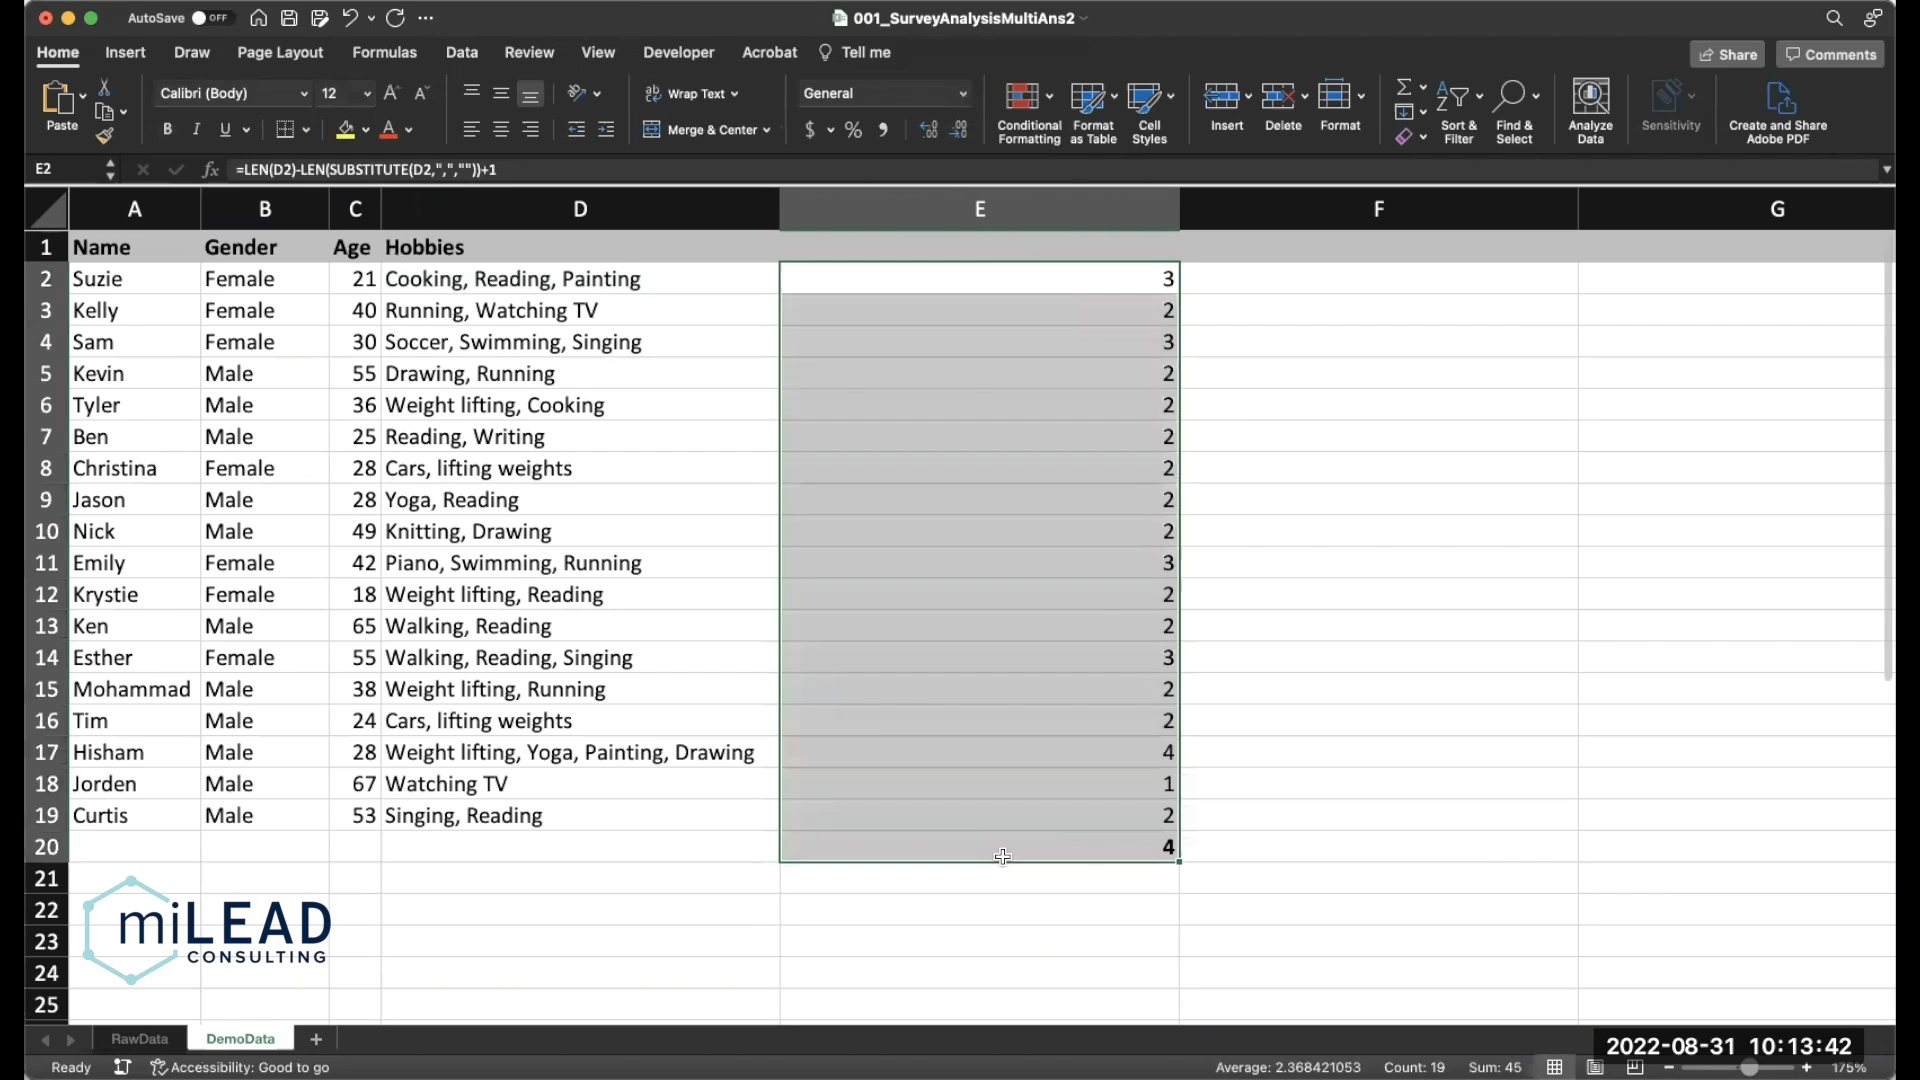 AutoSave OFF
001_SurveyAnalysisMultiAns2
Home Insert Draw Page Layout Formulas Data Review View Developer Acrobat Tell me Share Comments
Paste
Calibri (Body) 12
B I U
Wrap Text
Merge & Center
General
$ %
Conditional Formatting
Format as Table
Cell Styles
Insert
Delete
Format
Sort & Filter
Find & Select
Analyze Data
Sensitivity
Create and Share Adobe PDF
E2 fx =LEN(D2)-LEN(SUBSTITUTE(D2,",",""))+1
A B C D E F G
1 Name Gender Age Hobbies
2 Suzie Female 21 Cooking, Reading, Painting 3
3 Kelly Female 40 Running, Watching TV 2
4 Sam Female 30 Soccer, Swimming, Singing 3
5 Kevin Male 55 Drawing, Running 2
6 Tyler Male 36 Weight lifting, Cooking 2
7 Ben Male 25 Reading, Writing 2
8 Christina Female 28 Cars, lifting weights 2
9 Jason Male 28 Yoga, Reading 2
10 Nick Male 49 Knitting, Drawing 2
11 Emily Female 42 Piano, Swimming, Running 3
12 Krystie Female 18 Weight lifting, Reading 2
13 Ken Male 65 Walking, Reading 2
14 Esther Female 55 Walking, Reading, Singing 3
15 Mohammad Male 38 Weight lifting, Running 2
16 Tim Male 24 Cars, lifting weights 2
17 Hisham Male 28 Weight lifting, Yoga, Painting, Drawing 4
18 Jorden Male 67 Watching TV 1
19 Curtis Male 53 Singing, Reading 2
20 4
21
22
23
24
25
miLEAD
CONSULTING
RawData DemoData +
2022-08-31 10:13:42
Ready Accessibility: Good to go Average: 2.368421053 Count: 19 Sum: 45 175%